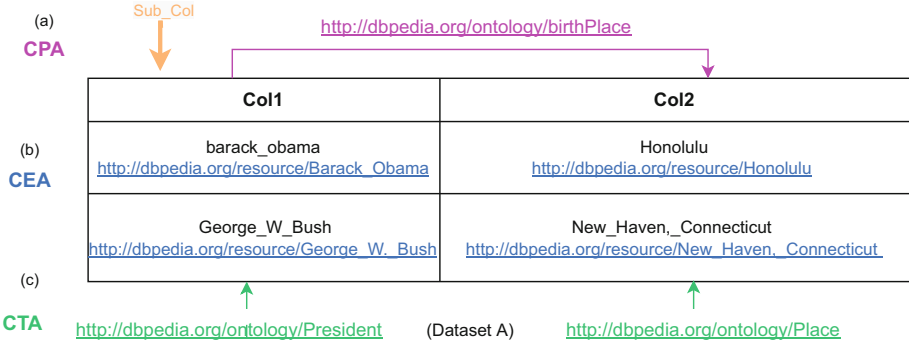 Sub_Col
(a)
CPA
http://dbpedia.org/ontology/birthPlace
Col1
Col2
(b)
CEA
barack_obama
http://dbpedia.org/resource/Barack_Obama
Honolulu
http://dbpedia.org/resource/Honolulu
George_W_Bush
http://dbpedia.org/resource/George_W._Bush
New_Haven,_Connecticut
http://dbpedia.org/resource/New_Haven,_Connecticut
(c)
CTA
http://dbpedia.org/ontology/President
(Dataset A)
http://dbpedia.org/ontology/Place